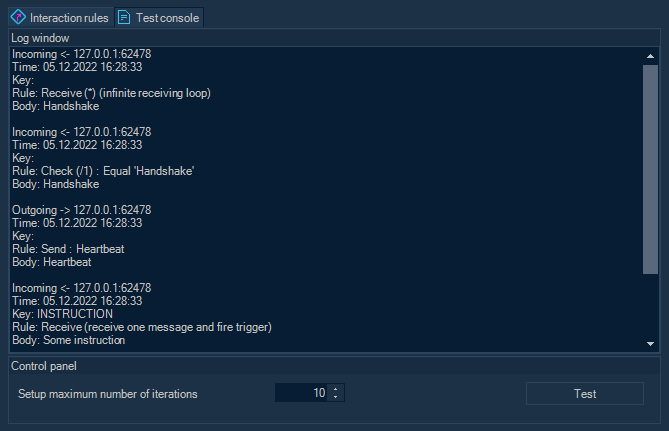 Interaction rules
Test console
Log window
Incoming <- 127.0.0.1:62478
Time: 05.12.2022 16:28:33
Key:
Rule: Receive (*) (infinite receiving loop)
Body: Handshake
Incoming <- 127.0.0.1:62478
Time: 05.12.2022 16:28:33
Key:
Rule: Check (/1) : Equal 'Handshake'
Body: Handshake
Outgoing -> 127.0.0.1:62478
Time: 05.12.2022 16:28:33
Key:
Rule: Send : Heartbeat
Body: Heartbeat
Incoming <- 127.0.0.1:62478
Time: 05.12.2022 16:28:33
Key: INSTRUCTION
Rule: Receive (receive one message and fire trigger)
Body: Some instruction
Control panel
Setup maximum number of iterations
10
Test